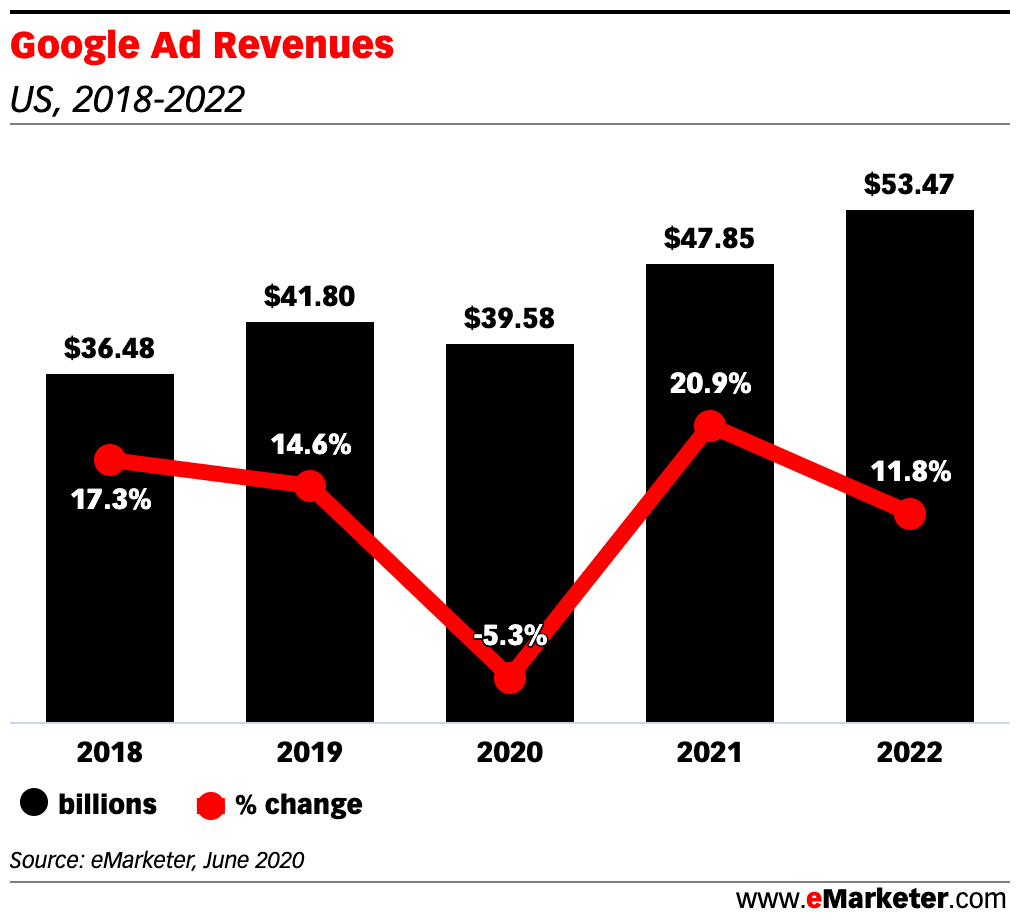 Google Ad Revenues
US, 2018-2022
$53.47
$47.85
$41.80
$39.58
$36.48
20.9%
14.6%
11.8%
17.3%
-5.3%
2018 2019 2020 2021 2022
billions % change
Source: eMarketer, June 2020
www.eMarketer.com